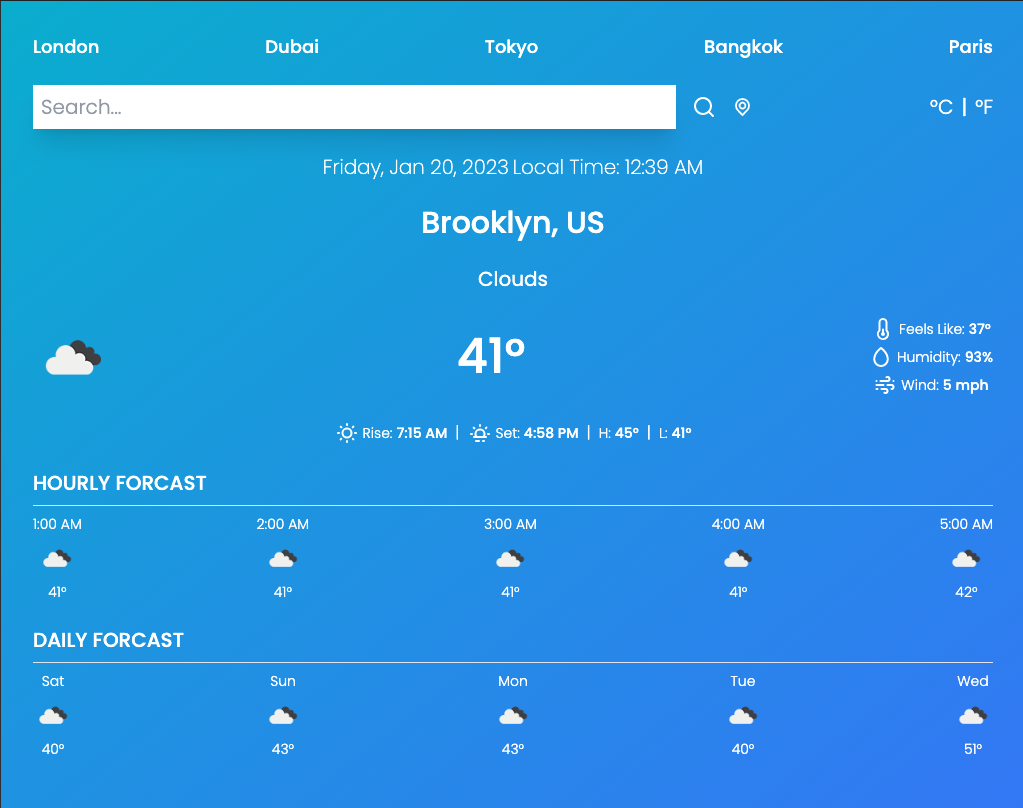 London Dubai Tokyo Bangkok Paris
Search... °C | °F
Friday, Jan 20, 2023 Local Time: 12:39 AM
Brooklyn, US
Clouds
41°
Feels Like: 37°
Humidity: 93%
Wind: 5 mph
Rise: 7:15 AM | Set: 4:58 PM | H: 45° | L: 41°
HOURLY FORCAST
1:00 AM 2:00 AM 3:00 AM 4:00 AM 5:00 AM
41° 41° 41° 41° 42°
DAILY FORCAST
Sat Sun Mon Tue Wed
40° 43° 43° 40° 51°